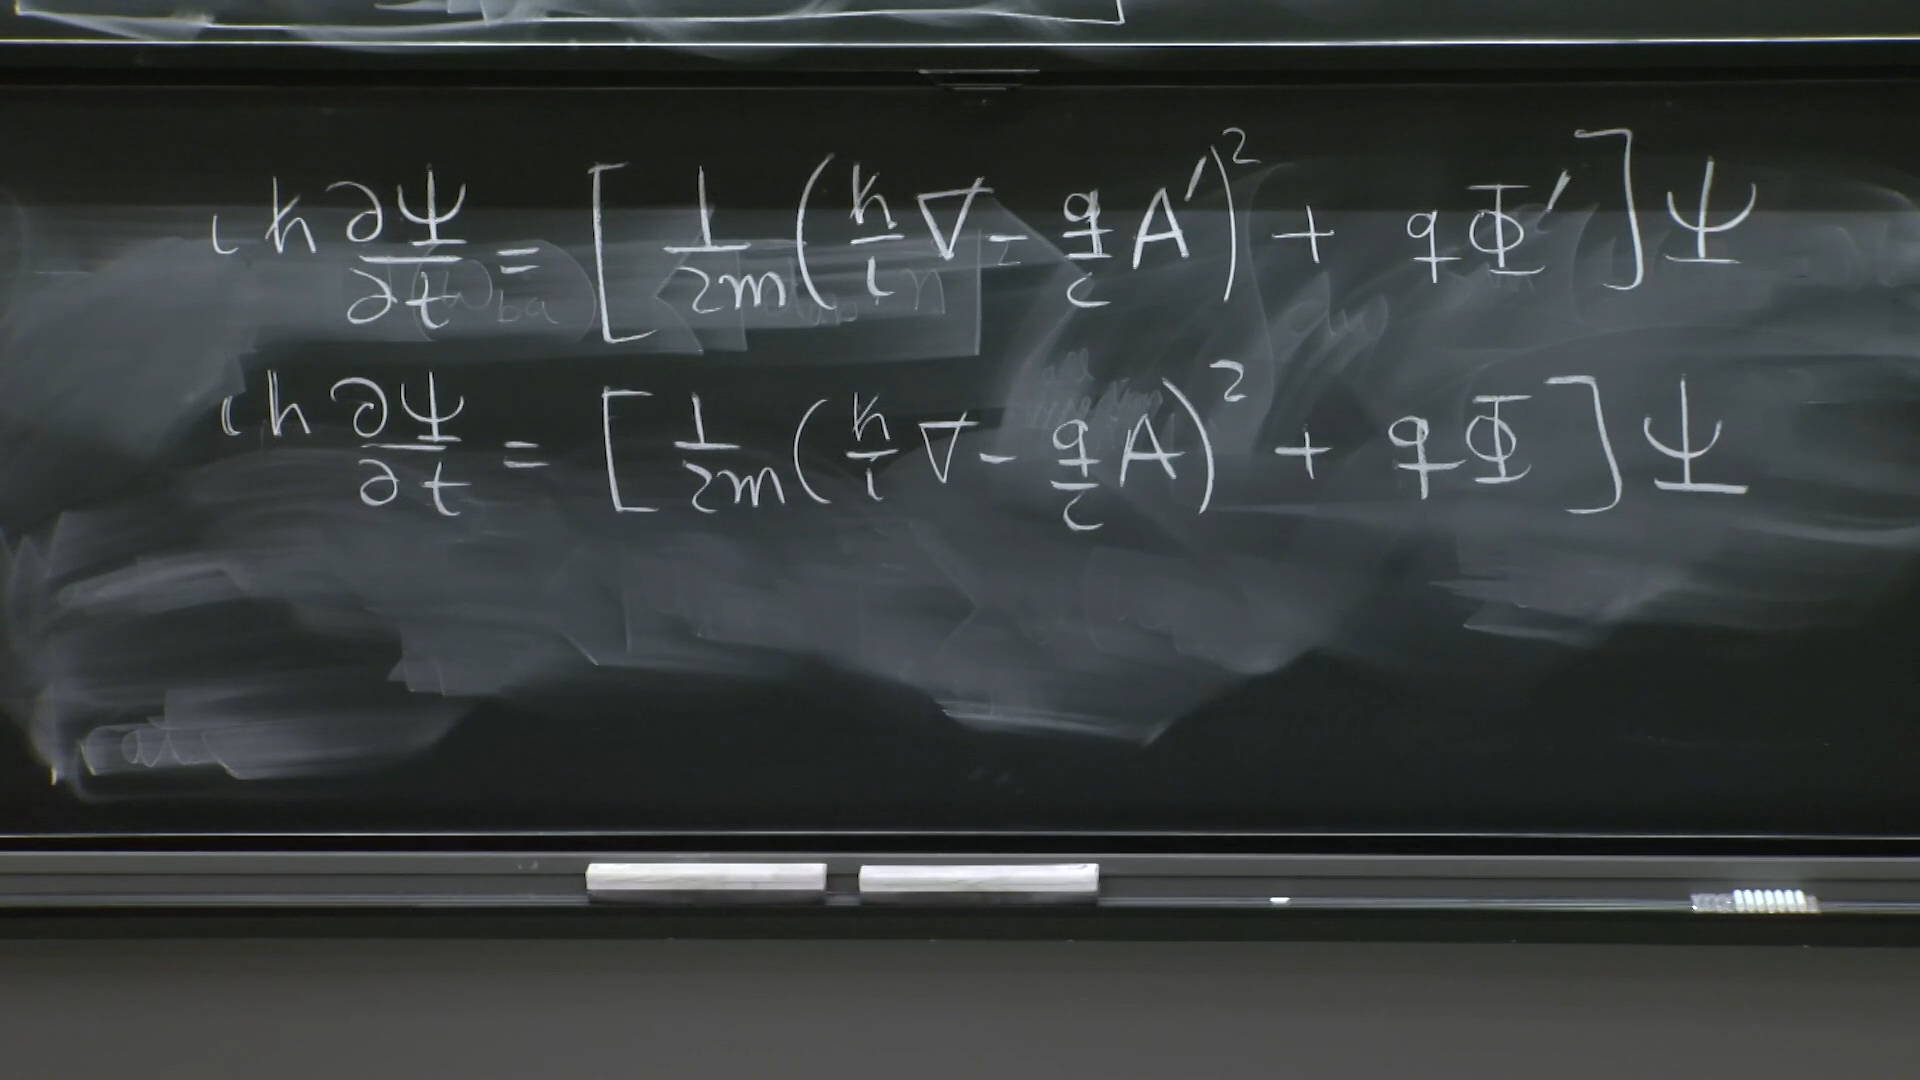 iħ ∂Ψ/∂t = [ 1/2m ( ħ/i ∇ - q/c A′ )² + qΦ′ ] Ψ
iħ ∂Ψ/∂t = [ 1/2m ( ħ/i ∇ - q/c A )² + qΦ ] Ψ